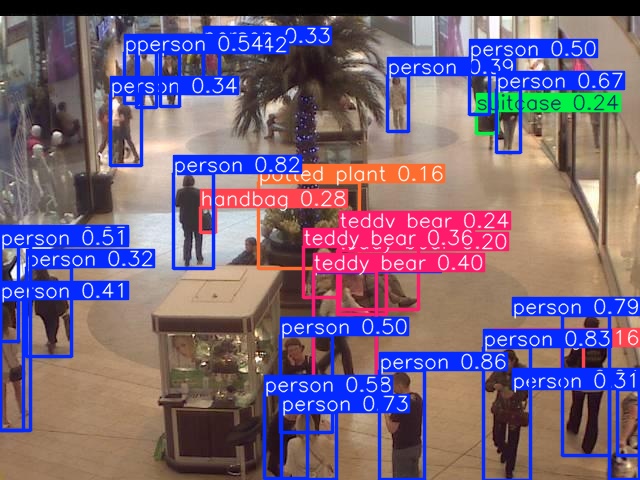 person 0.33
person 0.5442
person 0.50
person 0.39
person 0.34
person 0.67
suitcase 0.24
person 0.82
potted plant 0.16
handbag 0.28
teddy bear 0.24
person 0.51
teddy bear 0.36
.20
person 0.32
teddy bear 0.40
person 0.41
person 0.79
person 0.50
person 0.83
16
person 0.86
person 0.58
person 0.31
person 0.73